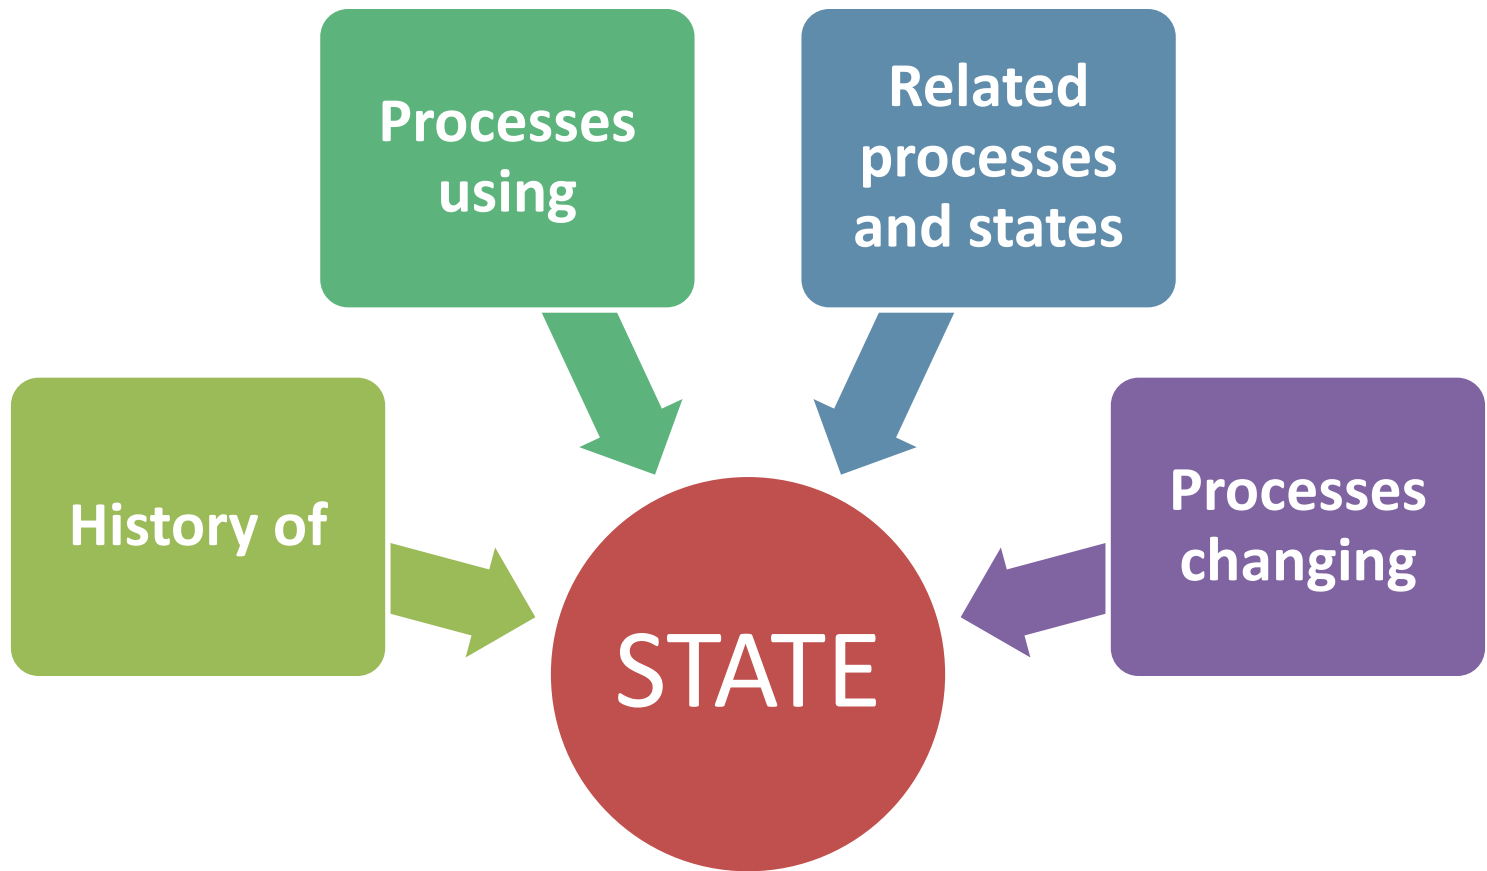 Processes
using
Related
processes
and states
History of
Processes
changing
STATE